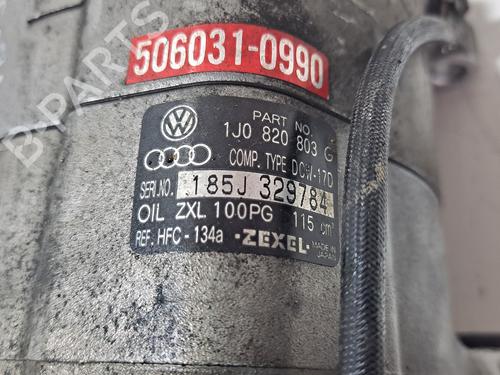 506031-0990
PART NO.
1J0 820 803 G
COMP. TYPE DCW-17D
SERI.NO. 185J 329784
OIL ZXL 100PG 115 cm³
REF. HFC-134a ·ZEXEL· MADE IN JAPAN
B-PARTS